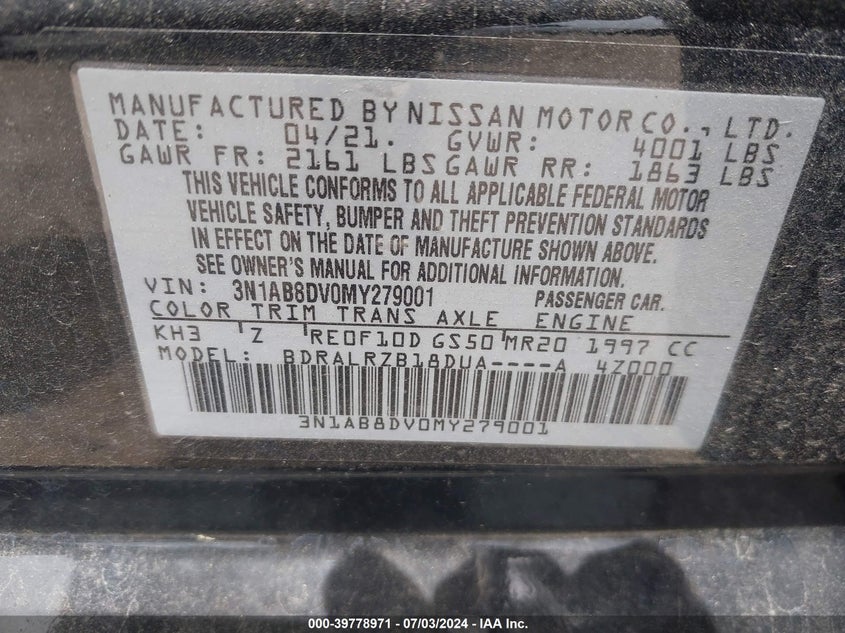 MANUFACTURED BY NISSAN MOTOR CO., LTD.
DATE: 04/21. GVWR: 4001 LBS
GAWR FR: 2161 LBS GAWR RR: 1863 LBS
THIS VEHICLE CONFORMS TO ALL APPLICABLE FEDERAL MOTOR
VEHICLE SAFETY, BUMPER AND THEFT PREVENTION STANDARDS
IN EFFECT ON THE DATE OF MANUFACTURE SHOWN ABOVE.
SEE OWNER'S MANUAL FOR ADDITIONAL INFORMATION.
VIN: 3N1AB8DV0MY279001 PASSENGER CAR.
COLOR TRIM TRANS AXLE ENGINE
KH3 Z RE0F10D GS50 MR20 1997 CC
MODEL: BDRALRZB18DUA----A 4Z000
3N1AB8DV0MY279001
000-39778971 - 07/03/2024 - IAA Inc.